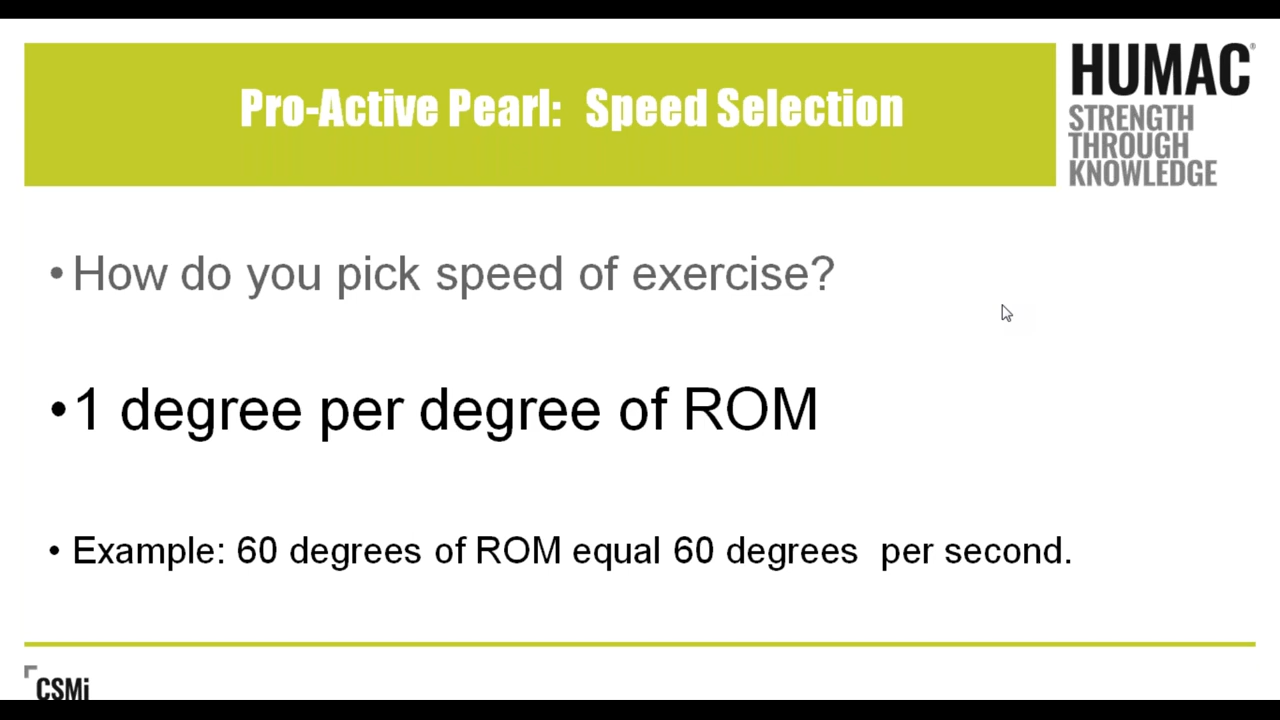 Pro-Active Pearl: Speed Selection
HUMAC®
STRENGTH
THROUGH
KNOWLEDGE
•How do you pick speed of exercise?
•1 degree per degree of ROM
• Example: 60 degrees of ROM equal 60 degrees  per second.
CSMi